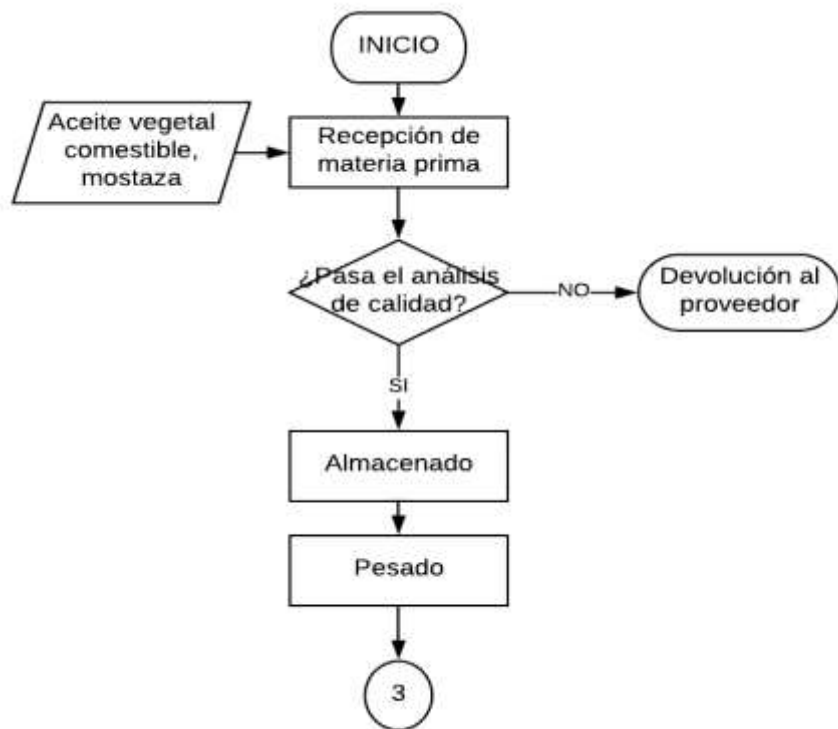 INICIO
Aceite vegetal
comestible,
mostaza
Recepción de
materia prima
¿Pasa el análisis
de calidad?
NO
Devolución al
proveedor
SI
Almacenado
Pesado
3